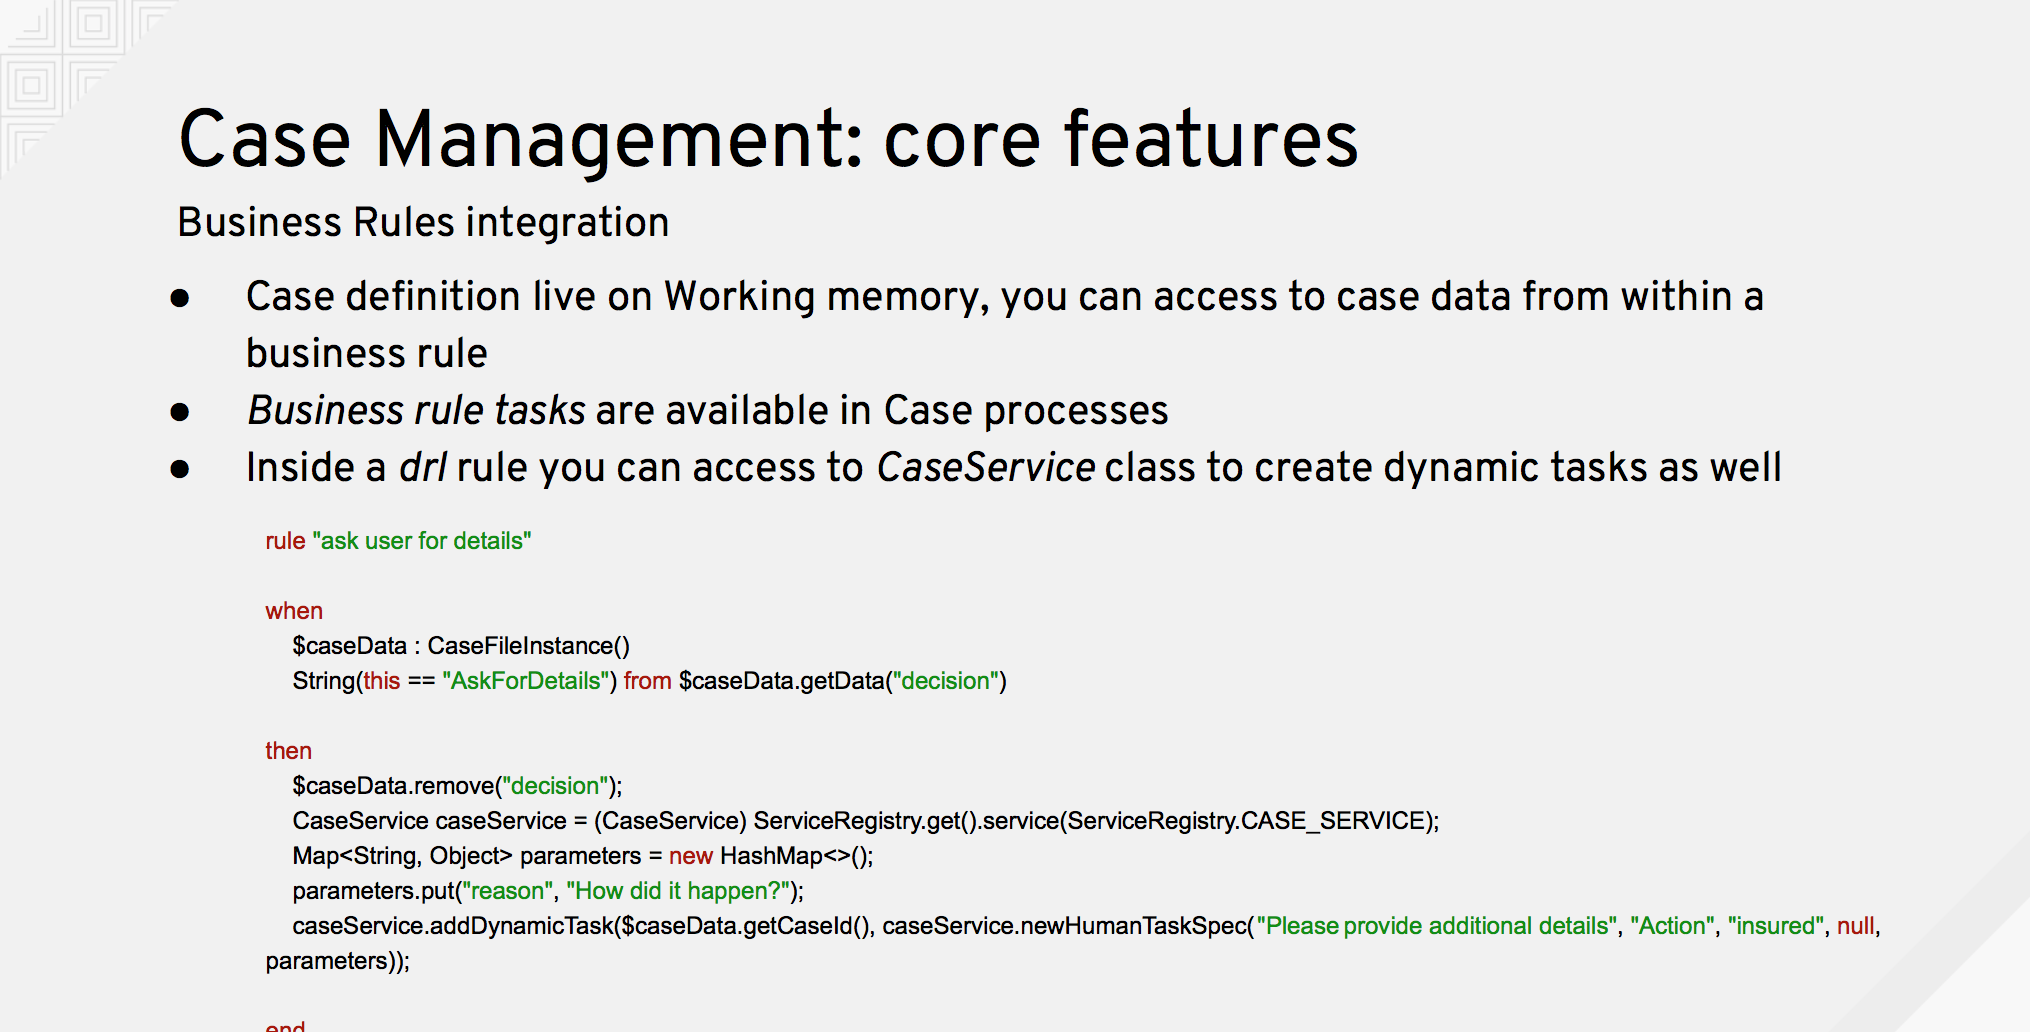 Case Management: core features
Business Rules integration
● Case definition live on Working memory, you can access to case data from within a
business rule
● Business rule tasks are available in Case processes
● Inside a drl rule you can access to CaseService class to create dynamic tasks as well
rule "ask user for details"
when
$caseData : CaseFileInstance()
String(this == "AskForDetails") from $caseData.getData("decision")
then
$caseData.remove("decision");
CaseService caseService = (CaseService) ServiceRegistry.get().service(ServiceRegistry.CASE_SERVICE);
Map<String, Object> parameters = new HashMap<>();
parameters.put("reason", "How did it happen?");
caseService.addDynamicTask($caseData.getCaseId(), caseService.newHumanTaskSpec("Please provide additional details", "Action", "insured", null,
parameters));
end